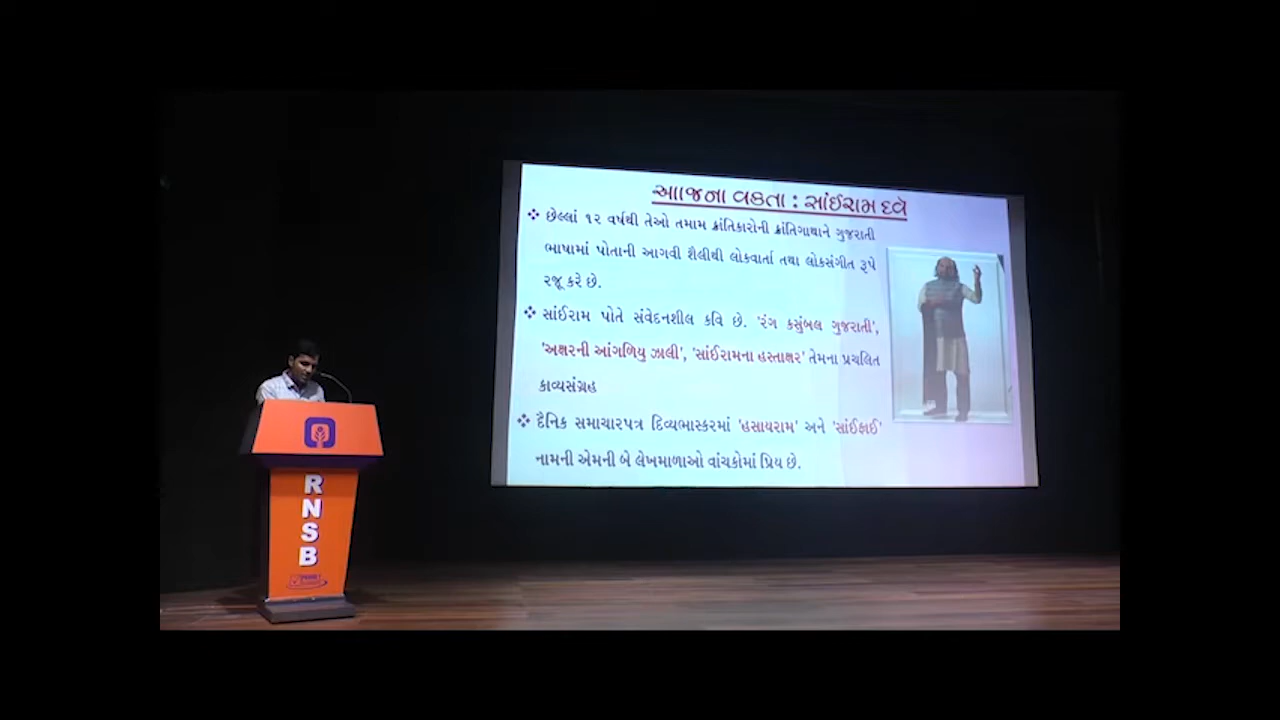 આજના વક્તા : સાંઈરામ દવે
છેલ્લાં ૧૨ વર્ષથી તેઓ તમામ ક્રાંતિકારોની ક્રાંતિગાથાને ગુજરાતી
ભાષામાં પોતાની આગવી શૈલીથી લોકવાર્તા તથા લોકસંગીત રૂપે
રજૂ કરે છે.
સાંઈરામ પોતે સંવેદનશીલ કવિ છે. 'રંગ કસુંબલ ગુજરાતી',
'અક્ષરની આંગળિયુ ઝાલી', 'સાંઈરામના હસ્તાક્ષર' તેમના પ્રચલિત
કાવ્યસંગ્રહ
દૈનિક સમાચારપત્ર દિવ્યભાસ્કરમાં 'હસાયરામ' અને 'સાંઈફાઈ'
નામની એમની બે લેખમાળાઓ વાંચકોમાં પ્રિય છે.
RNSB